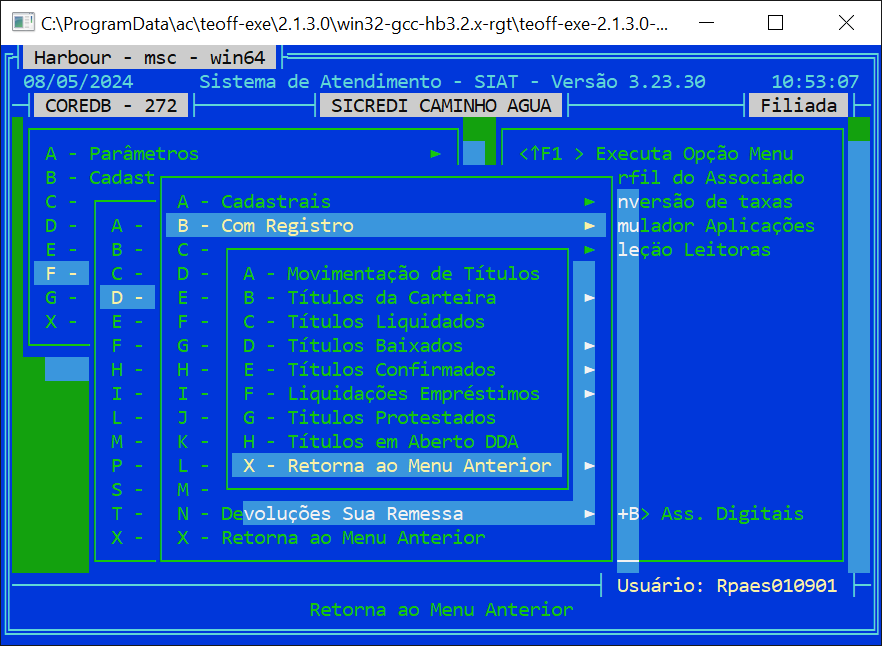 C:\ProgramData\ac\teoff-exe\2.1.3.0\win32-gcc-hb3.2.x-rgt\teoff-exe-2.1.3.0-...
Harbour - msc - win64
08/05/2024 Sistema de Atendimento - SIAT - Versão 3.23.30 10:53:07
COREDB - 272 SICREDI CAMINHO AGUA Filiada
A - Parâmetros ► <↑F1 > Executa Opção Menu
B - Cadast rfil do Associado
C - A - Cadastrais ► nversão de taxas
D - A - B - Com Registro ► mulador Aplicações
E - B - C - ► leção Leitoras
F - C - D - A - Movimentação de Títulos
G - D - E - B - Títulos da Carteira ►
X - E - F - C - Títulos Liquidados
F - G - D - Títulos Baixados ►
H - H - E - Títulos Confirmados ►
I - I - F - Liquidações Empréstimos ►
L - J - G - Titulos Protestados
M - K - H - Títulos em Aberto DDA
P - L - X - Retorna ao Menu Anterior ►
S - M -
T - N - Devoluções Sua Remessa ► +B> Ass. Digitais
X - X - Retorna ao Menu Anterior
Usuário: Rpaes010901
Retorna ao Menu Anterior